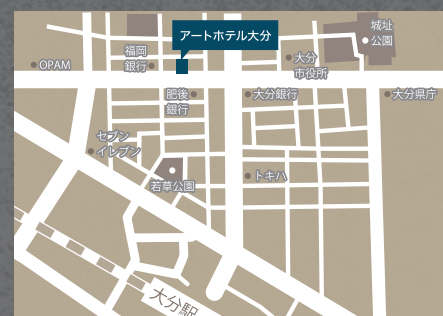 アートホテル大分
城址
公園
福岡
銀行
OPAM
大分
市役所
肥後
銀行
大分銀行
大分県庁
セブン
イレブン
若草公園
トキハ
大分駅